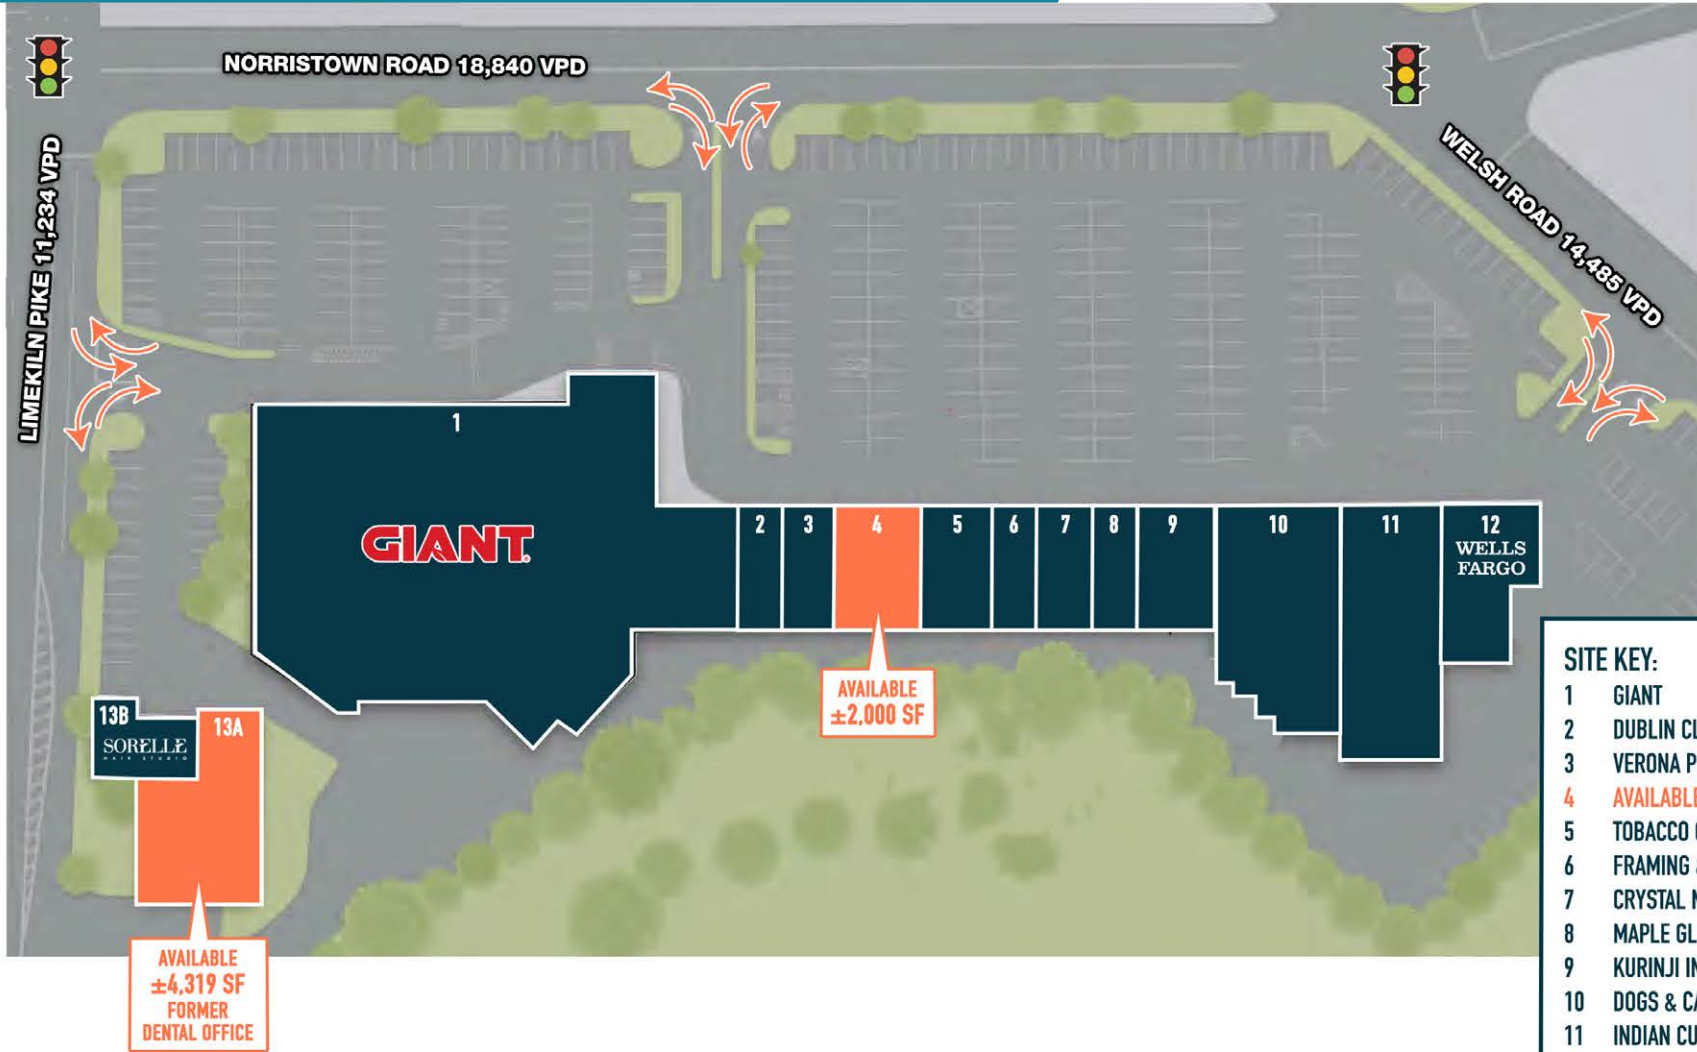 NORRISTOWN ROAD 18,840 VPD
WELSH ROAD 14,485 VPD
LIMEKILN PIKE 11,234 VPD
1
GIANT
2
3
4
5
6
7
8
9
10
11
12
WELLS
FARGO
AVAILABLE
±2,000 SF
13B
SORELLE
HAIR STUDIO
13A
AVAILABLE
±4,319 SF
FORMER
DENTAL OFFICE
SITE KEY:
1 GIANT
2 DUBLIN
3 VERONA
4 AVAILABLE
5 TOBACCO
6 FRAMING
7 CRYSTAL
8 MAPLE
9 KURINJI
10 DOGS &
11 INDIAN